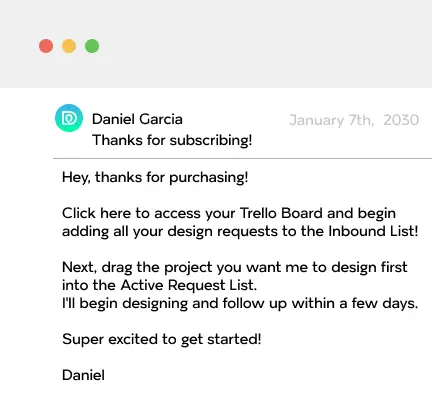 Daniel Garcia
January 7th, 2030
Thanks for subscribing!
Hey, thanks for purchasing!
Click here to access your Trello Board and begin
adding all your design requests to the Inbound List!
Next, drag the project you want me to design first
into the Active Request List.
I'll begin designing and follow up within a few days.
Super excited to get started!
Daniel